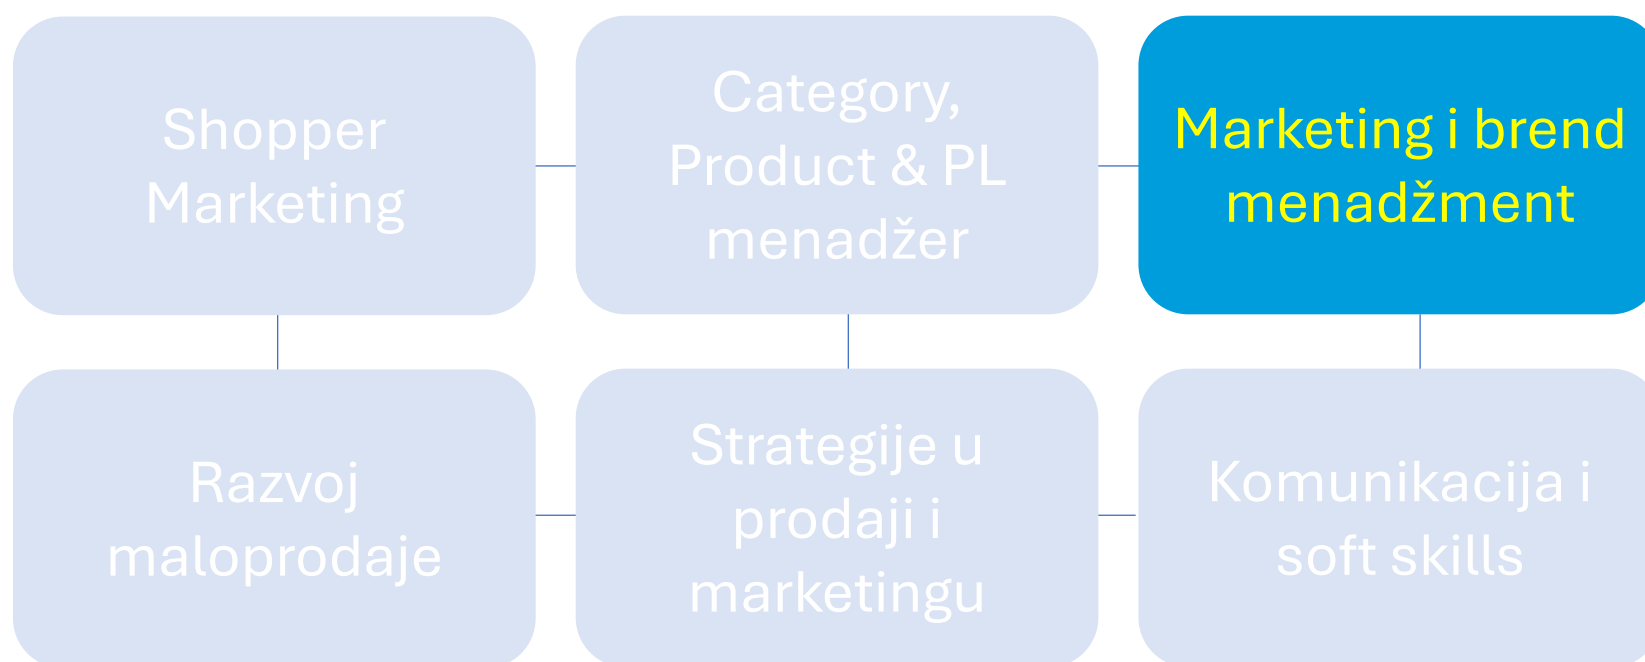 Shopper
Marketing
Category,
Product & PL
menadžer
Marketing i brend
menadžment
Razvoj
maloprodaje
Strategije u
prodaji i
marketingu
Komunikacija i
soft skills